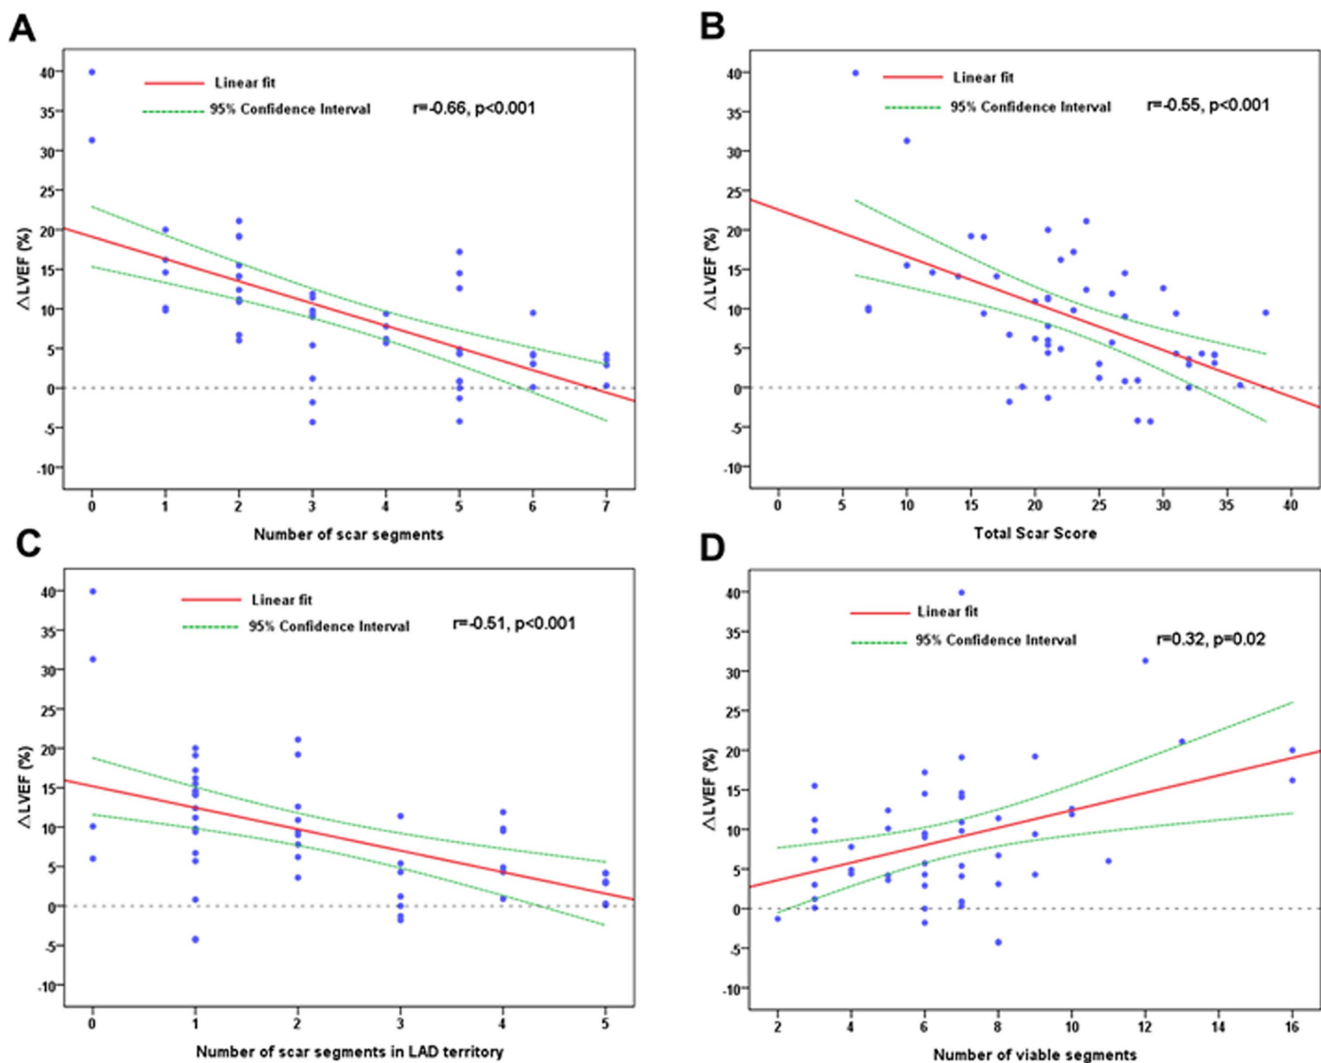 A
Linear fit
95% Confidence Interval
r=-0.66, p<0.001
△LVEF (%)
40
35
30
25
20
15
10
5
0
-5
-10
0 1 2 3 4 5 6 7
Number of scar segments
B
Linear fit
95% Confidence Interval
r=-0.55, p<0.001
△LVEF (%)
40
35
30
25
20
15
10
5
0
-5
-10
0 5 10 15 20 25 30 35 40
Total Scar Score
C
Linear fit
95% Confidence Interval
r=-0.51, p<0.001
△LVEF (%)
40
35
30
25
20
15
10
5
0
-5
-10
0 1 2 3 4 5
Number of scar segments in LAD territory
D
Linear fit
95% Confidence Interval
r=0.32, p=0.02
△LVEF (%)
40
35
30
25
20
15
10
5
0
-5
-10
2 4 6 8 10 12 14 16
Number of viable segments